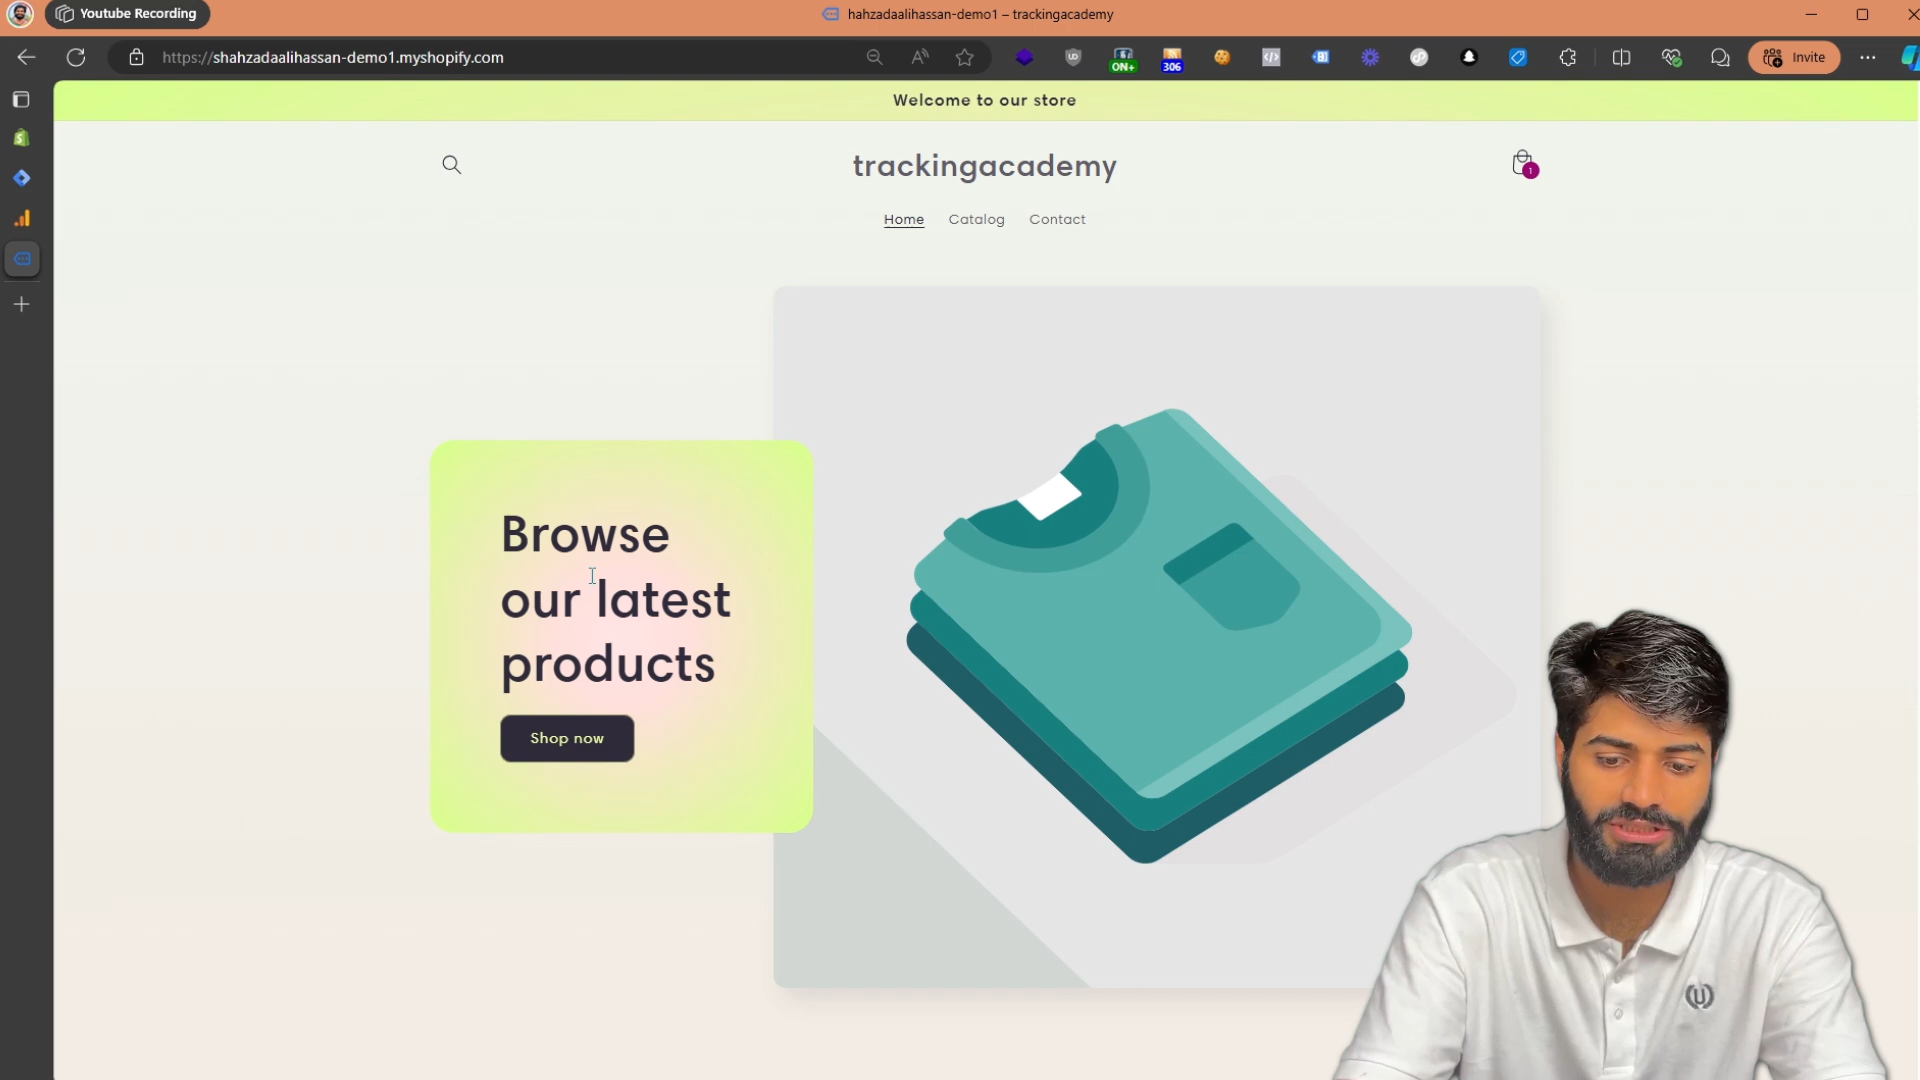 Youtube Recording
hahzadaalihassan-demo1 – trackingacademy
https://shahzadaalihassan-demo1.myshopify.com
ON+
306
Invite
Welcome to our store
trackingacademy
1
Home Catalog Contact
Browse
our latest
products
Shop now